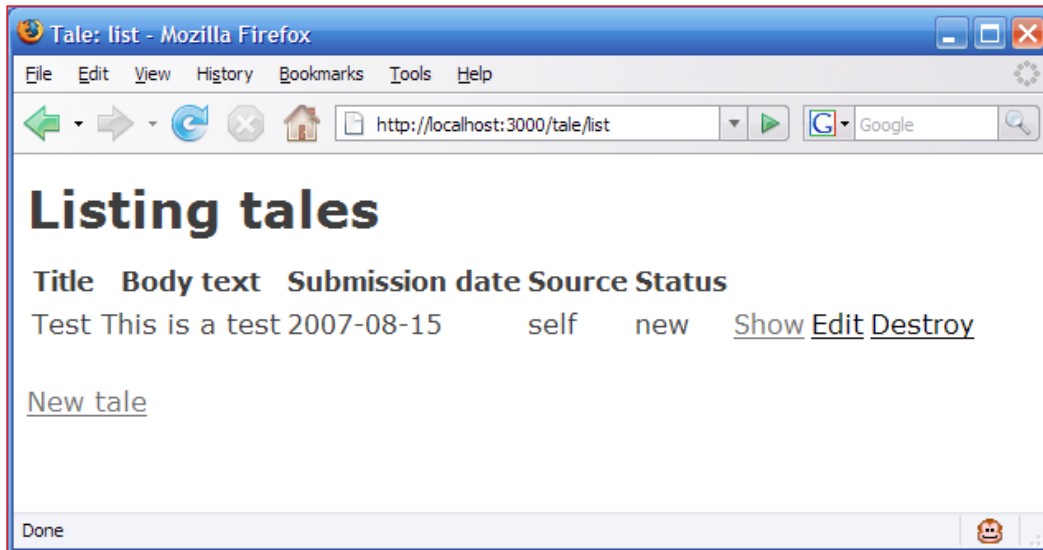 Tale: list - Mozilla Firefox
File Edit View History Bookmarks Tools Help
http://localhost:3000/tale/list G Google
Listing tales
Title Body text Submission date Source Status
Test This is a test 2007-08-15 self new Show Edit Destroy
New tale
Done